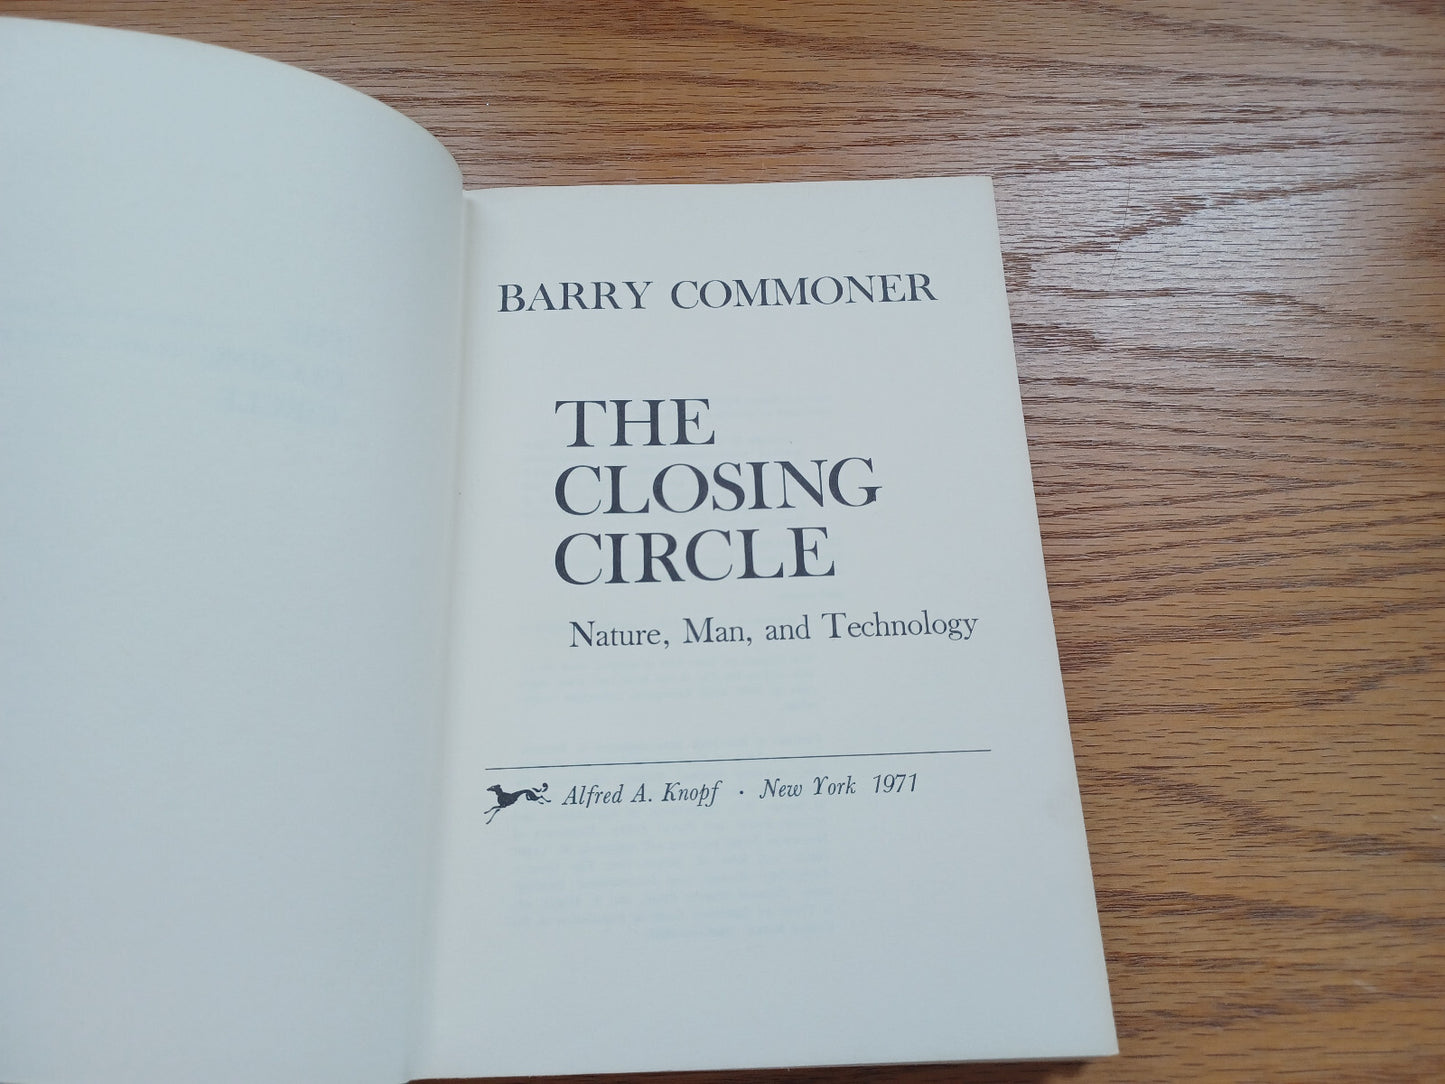 BARRY COMMONER
THE
CLOSING
CIRCLE
Nature, Man, and Technology
Alfred A. Knopf · New York 1971